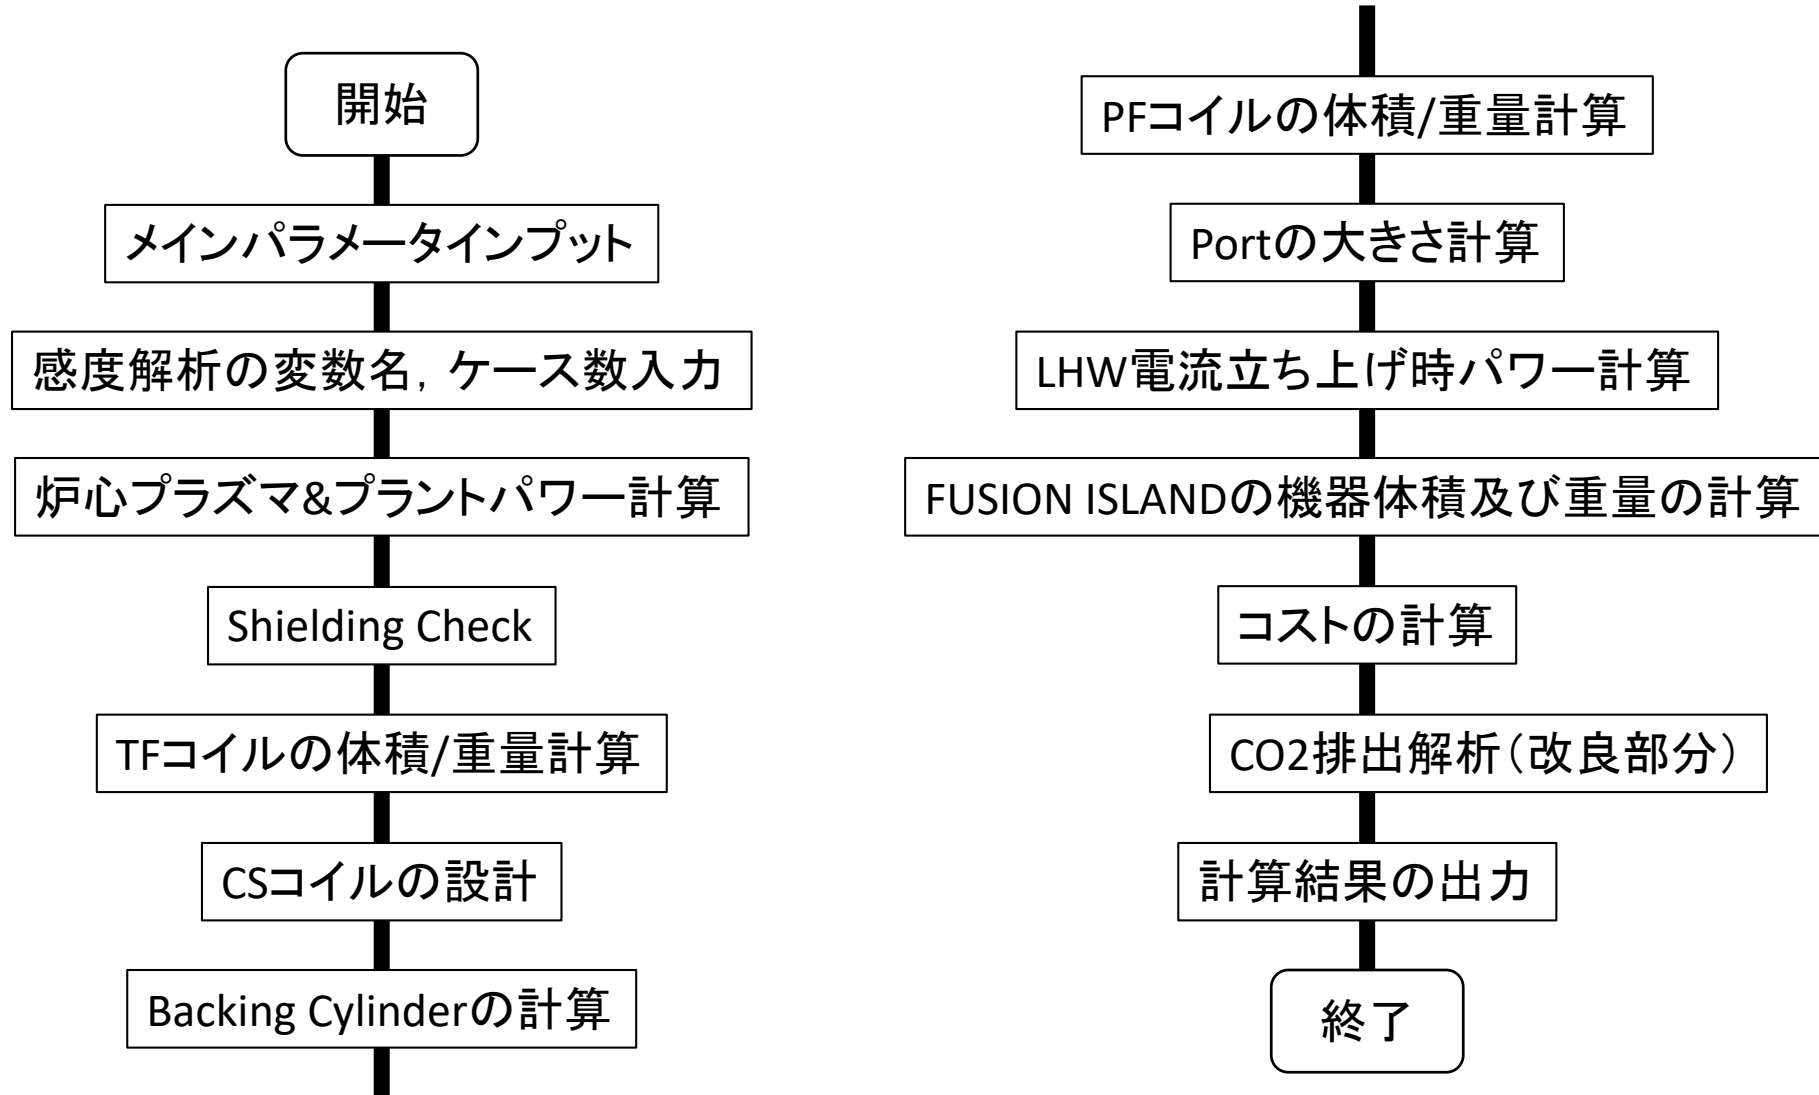 開始
メインパラメータインプット
感度解析の変数名，ケース数入力
炉心プラズマ&プラントパワー計算
Shielding Check
TFコイルの体積/重量計算
CSコイルの設計
Backing Cylinderの計算
PFコイルの体積/重量計算
Portの大きさ計算
LHW電流立ち上げ時パワー計算
FUSION ISLANDの機器体積及び重量の計算
コストの計算
CO2排出解析（改良部分）
計算結果の出力
終了